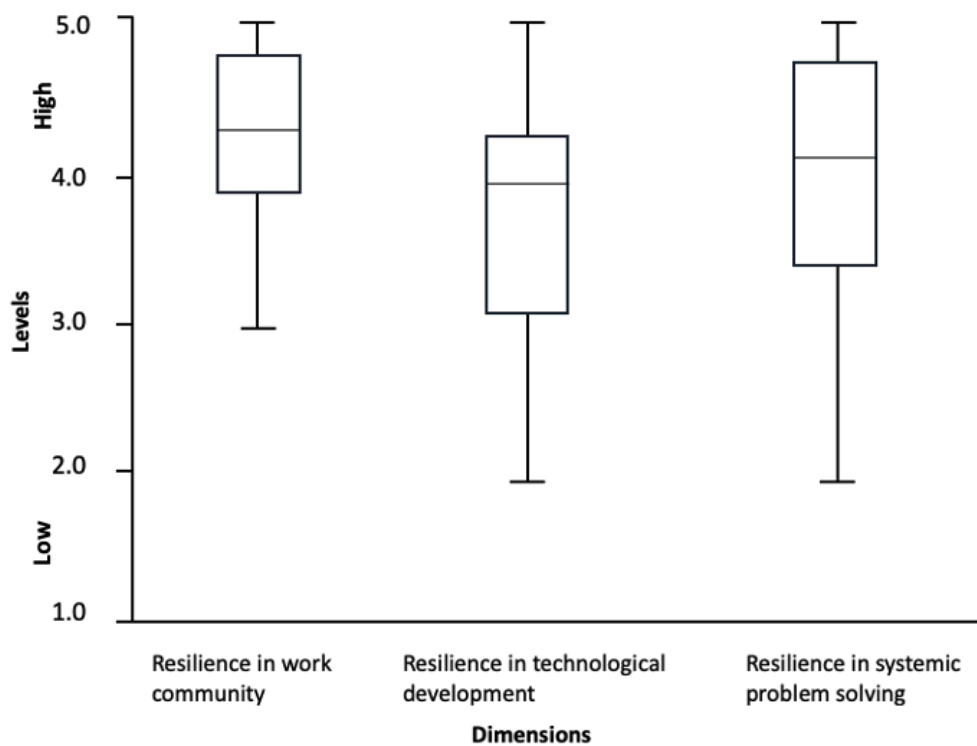 5.0
High
4.0
Levels
3.0
2.0
Low
1.0
Resilience in work
community
Resilience in technological
development
Resilience in systemic
problem solving
Dimensions